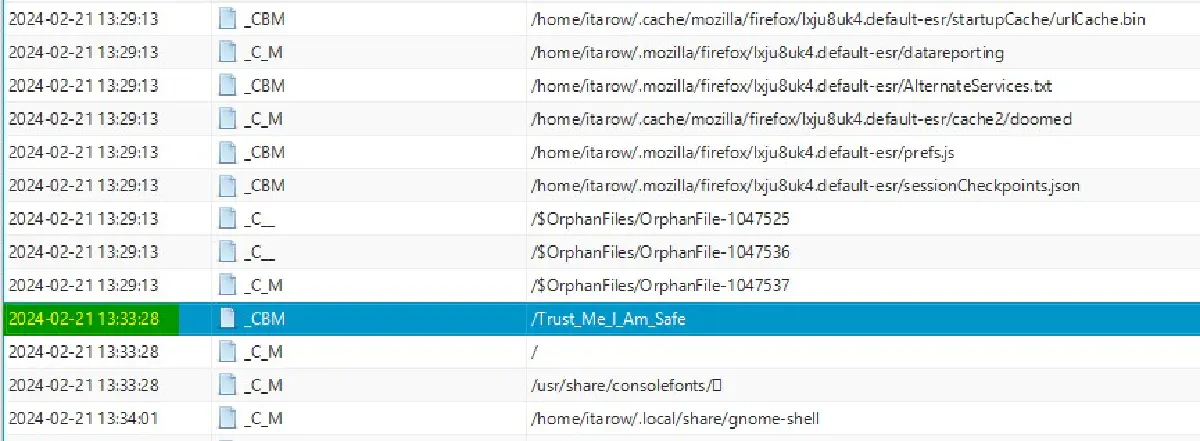 2024-02-21 13:29:13 _CBM /home/itarow/.cache/mozilla/firefox/lxju8uk4.default-esr/startupCache/urlCache.bin
2024-02-21 13:29:13 _C_M /home/itarow/.mozilla/firefox/lxju8uk4.default-esr/datareporting
2024-02-21 13:29:13 _CBM /home/itarow/.mozilla/firefox/lxju8uk4.default-esr/AlternateServices.txt
2024-02-21 13:29:13 _C_M /home/itarow/.cache/mozilla/firefox/lxju8uk4.default-esr/cache2/doomed
2024-02-21 13:29:13 _CBM /home/itarow/.mozilla/firefox/lxju8uk4.default-esr/prefs.js
2024-02-21 13:29:13 _CBM /home/itarow/.mozilla/firefox/lxju8uk4.default-esr/sessionCheckpoints.json
2024-02-21 13:29:13 _C__ /$OrphanFiles/OrphanFile-1047525
2024-02-21 13:29:13 _C__ /$OrphanFiles/OrphanFile-1047536
2024-02-21 13:29:13 _C_M /$OrphanFiles/OrphanFile-1047537
2024-02-21 13:33:28 _CBM /Trust_Me_I_Am_Safe
2024-02-21 13:33:28 _C_M /
2024-02-21 13:33:28 _C_M /usr/share/consolefonts/▯
2024-02-21 13:34:01 _C_M /home/itarow/.local/share/gnome-shell